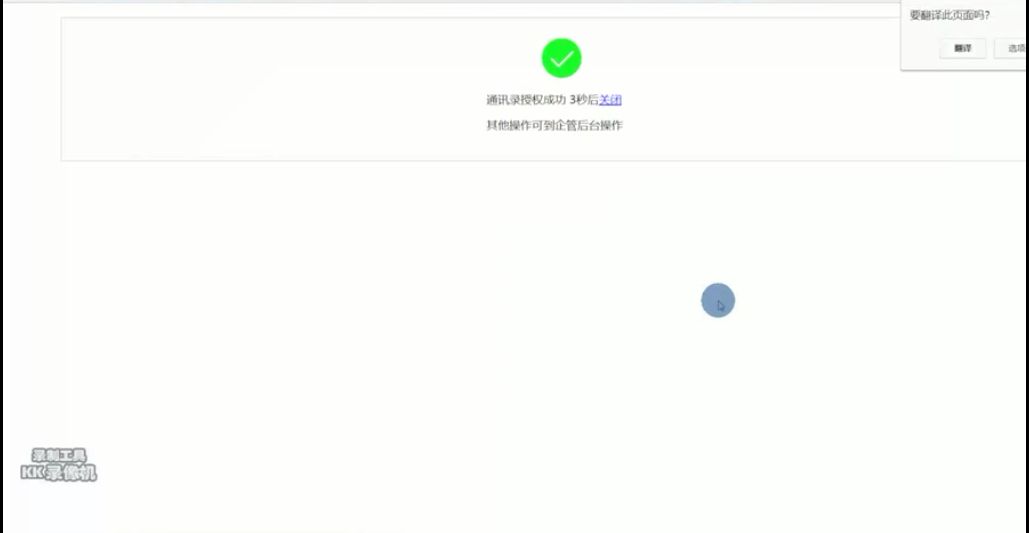 要翻译此页面吗?
翻译
选项
通讯录授权成功 3秒后关闭
其他操作可到企管后台操作
录制工具
KK录像机